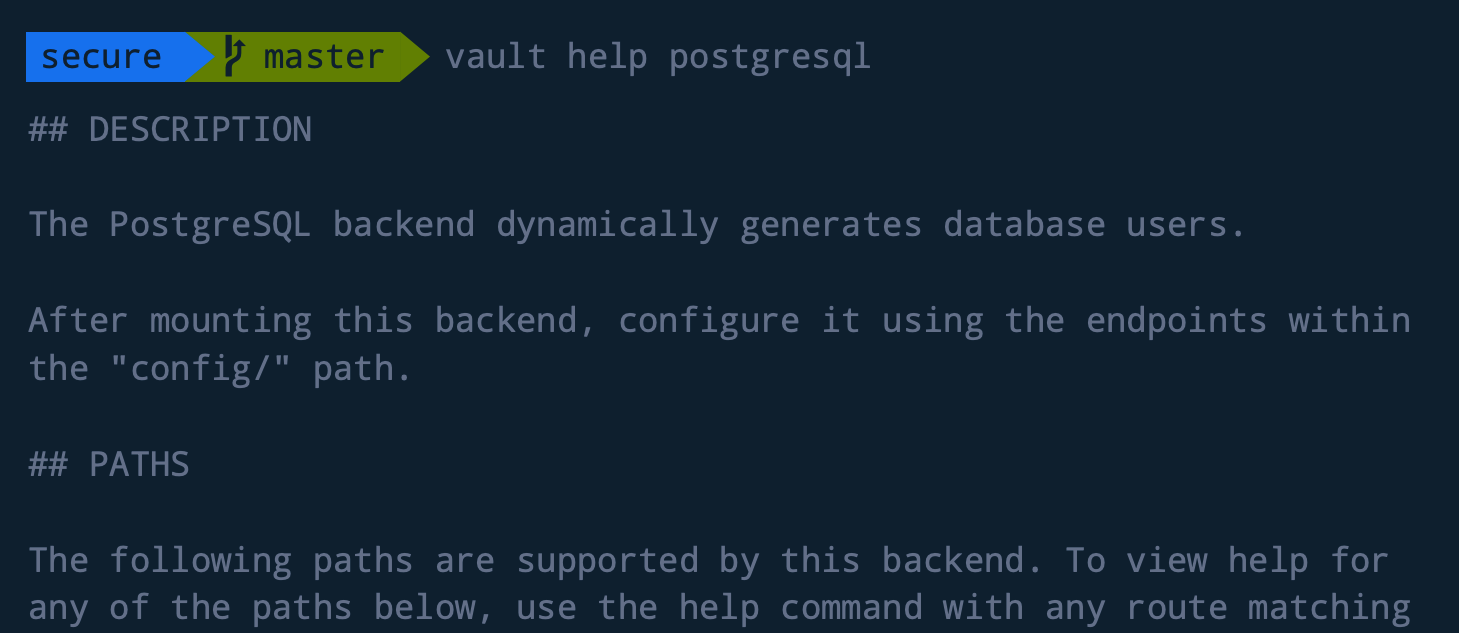 secure master vault help postgresql
## DESCRIPTION
The PostgreSQL backend dynamically generates database users.
After mounting this backend, configure it using the endpoints within
the "config/" path.
## PATHS
The following paths are supported by this backend. To view help for
any of the paths below, use the help command with any route matching